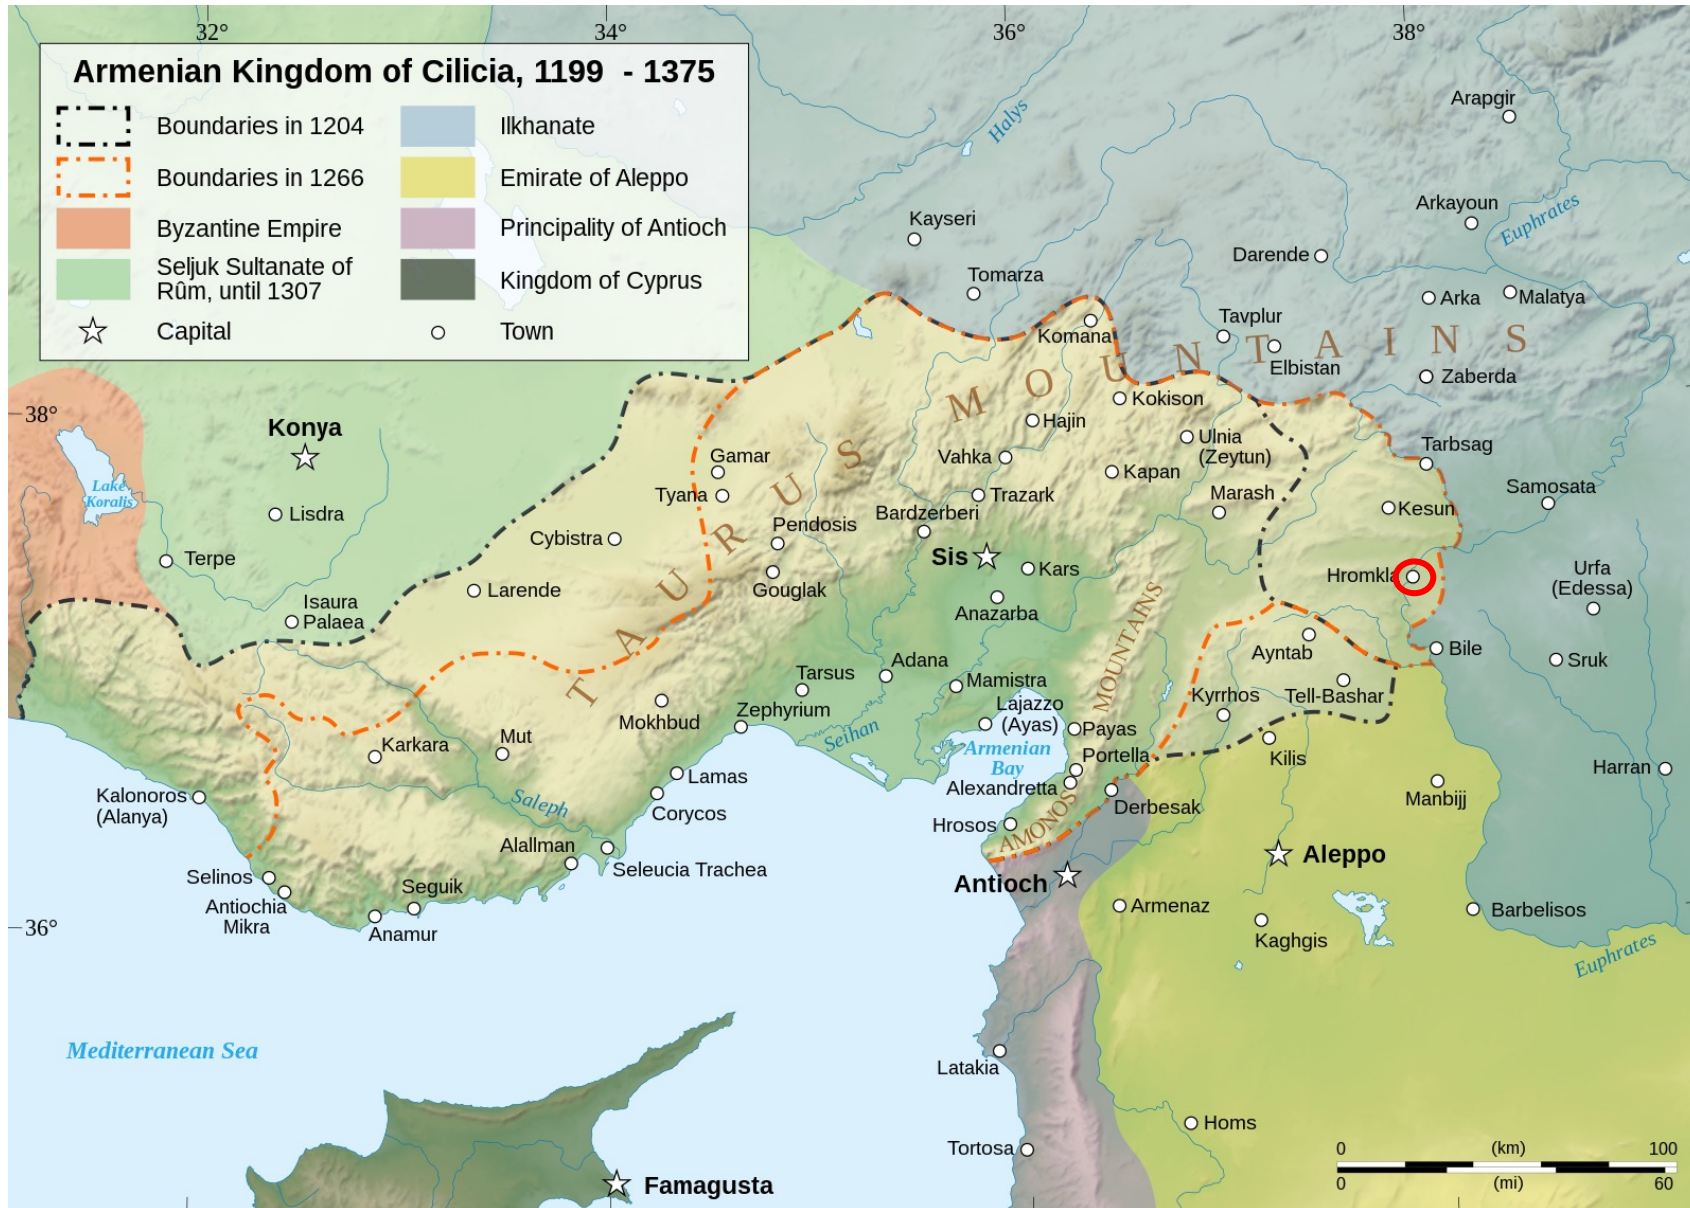 32°
34°
36°
38°
Armenian Kingdom of Cilicia, 1199 - 1375
Boundaries in 1204
Boundaries in 1266
Byzantine Empire
Seljuk Sultanate of
Rûm, until 1307
Capital
Ilkhanate
Emirate of Aleppo
Principality of Antioch
Kingdom of Cyprus
Town
Halys
Arapgir
Kayseri
Arkayoun
Euphrates
Darende
Tomarza
Arka
Malatya
Komana
Tavplur
Elbistan
Zaberda
TAURUS MOUNTAINS
38°
Konya
Kokison
Hajin
Ulnia
(Zeytun)
Tarbsag
Gamar
Vahka
Kapan
Lake
Koralis
Tyana
Trazark
Marash
Samosata
Lisdra
Bardzerberi
Kesun
Pendosis
Cybistra
Terpe
Sis
Kars
Hromkla
Urfa
(Edessa)
Larende
Gouglak
Anazarba
Isaura
Palaea
Ayntab
Bile
Sruk
Adana
Tarsus
Mamistra
AMONOS MOUNTAINS
Kyrrhos
Tell-Bashar
Mokhbud
Zephyrium
Lajazzo
(Ayas)
Seihan
Payas
Karkara
Mut
Armenian
Bay
Portella
Kilis
Harran
Lamas
Alexandretta
Kalonoros
(Alanya)
Saleph
Corycos
Derbesak
Manbijj
Hrosos
Alallman
Seleucia Trachea
Aleppo
Selinos
Antioch
Seguik
Antiochia
Mikra
Armenaz
Barbelisos
36°
Anamur
Kaghgis
Euphrates
Mediterranean Sea
Latakia
Homs
Tortosa
Famagusta
0 (km) 100
0 (mi) 60